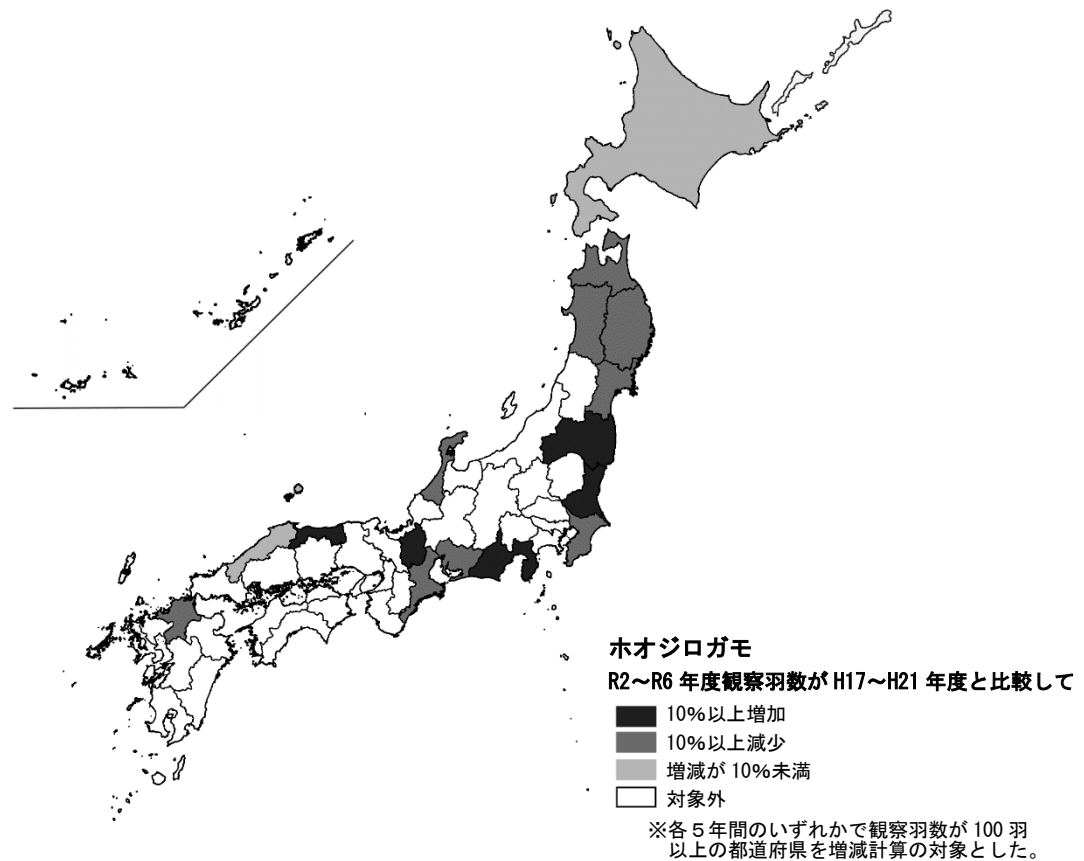 ホオジロガモ
R2～R6 年度観察羽数が H17～H21 年度と比較して
10％以上増加
10％以上減少
増減が 10％未満
対象外
※各５年間のいずれかで観察羽数が 100 羽
以上の都道府県を増減計算の対象とした。